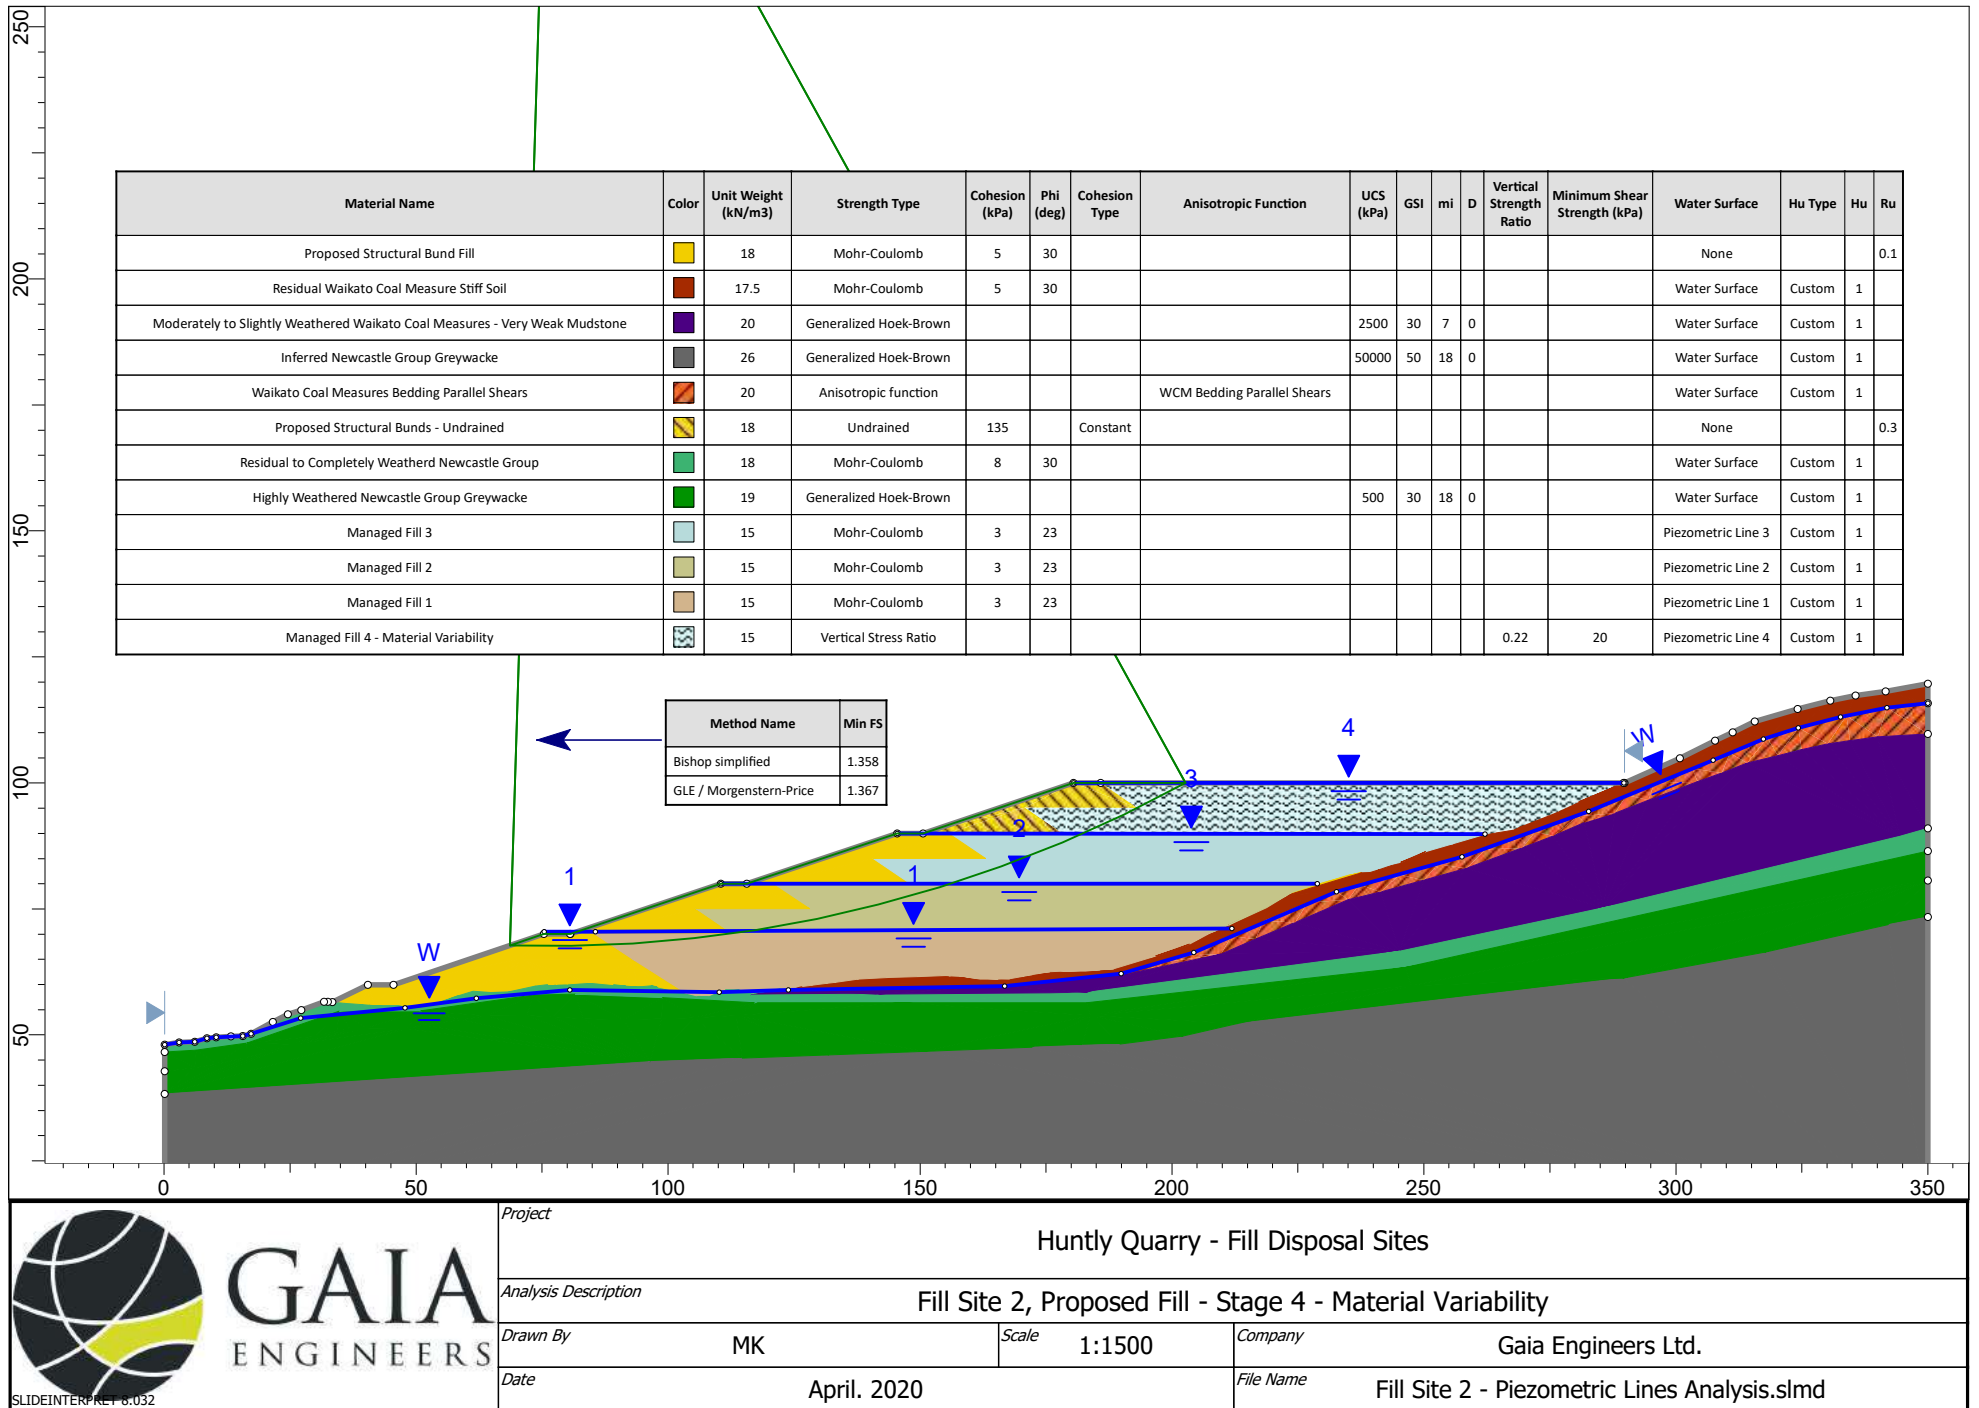 250
200
150
100
50
Material Name Color Unit Weight (kN/m3) Strength Type Cohesion (kPa) Phi (deg) Cohesion Type Anisotropic Function UCS (kPa) GSI mi D Vertical Strength Ratio Minimum Shear Strength (kPa) Water Surface Hu Type Hu Ru
Proposed Structural Bund Fill 18 Mohr-Coulomb 5 30 None 0.1
Residual Waikato Coal Measure Stiff Soil 17.5 Mohr-Coulomb 5 30 Water Surface Custom 1
Moderately to Slightly Weathered Waikato Coal Measures - Very Weak Mudstone 20 Generalized Hoek-Brown 2500 30 7 0 Water Surface Custom 1
Inferred Newcastle Group Greywacke 26 Generalized Hoek-Brown 50000 50 18 0 Water Surface Custom 1
Waikato Coal Measures Bedding Parallel Shears 20 Anisotropic function WCM Bedding Parallel Shears Water Surface Custom 1
Proposed Structural Bunds - Undrained 18 Undrained 135 Constant None 0.3
Residual to Completely Weatherd Newcastle Group 18 Mohr-Coulomb 8 30 Water Surface Custom 1
Highly Weathered Newcastle Group Greywacke 19 Generalized Hoek-Brown 500 30 18 0 Water Surface Custom 1
Managed Fill 3 15 Mohr-Coulomb 3 23 Piezometric Line 3 Custom 1
Managed Fill 2 15 Mohr-Coulomb 3 23 Piezometric Line 2 Custom 1
Managed Fill 1 15 Mohr-Coulomb 3 23 Piezometric Line 1 Custom 1
Managed Fill 4 - Material Variability 15 Vertical Stress Ratio 0.22 20 Piezometric Line 4 Custom 1
Method Name Min FS
Bishop simplified 1.358
GLE / Morgenstern-Price 1.367
4
W
3
2
1
1
W
0 50 100 150 200 250 300 350
GAIA
ENGINEERS
SLIDEINTERPRET 8.032
Project
Huntly Quarry - Fill Disposal Sites
Analysis Description
Fill Site 2, Proposed Fill - Stage 4 - Material Variability
Drawn By MK Scale 1:1500 Company Gaia Engineers Ltd.
Date April. 2020 File Name Fill Site 2 - Piezometric Lines Analysis.slmd